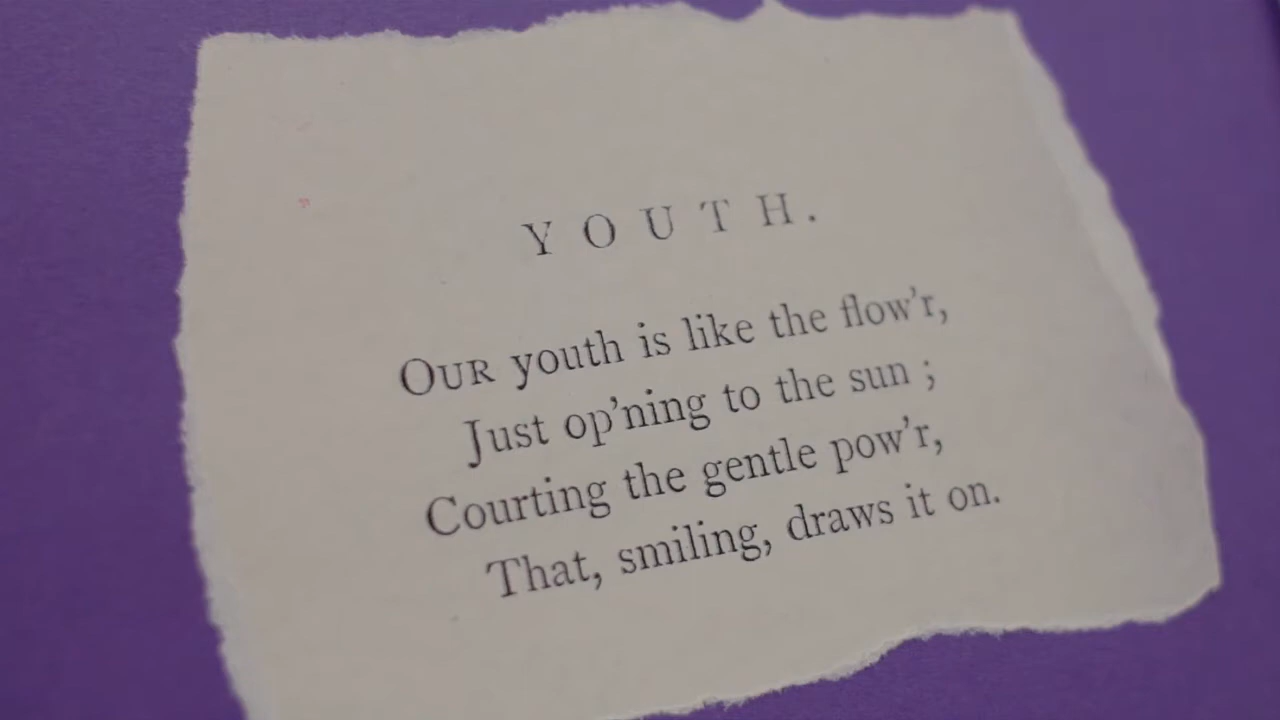 YOUTH.
OUR youth is like the flow'r,
Just op'ning to the sun ;
Courting the gentle pow'r,
That, smiling, draws it on.